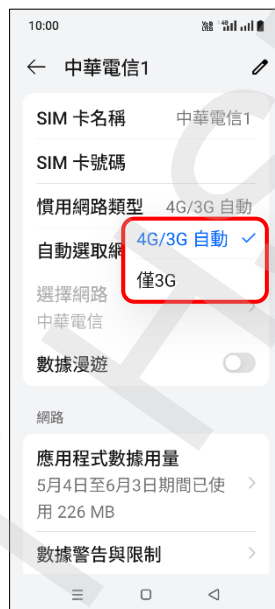 10:00
中華電信1
SIM 卡名稱 中華電信1
SIM 卡號碼
慣用網路類型 4G/3G 自動
4G/3G 自動
自動選取網
僅3G
選擇網路
中華電信
數據漫遊
網路
應用程式數據用量
5月4日至6月3日期間已使
用 226 MB
數據警告與限制